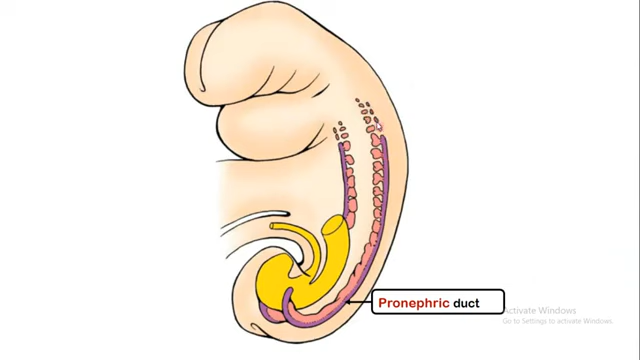 Pronephric duct
Activate Windows
Go to Settings to activate Windows.